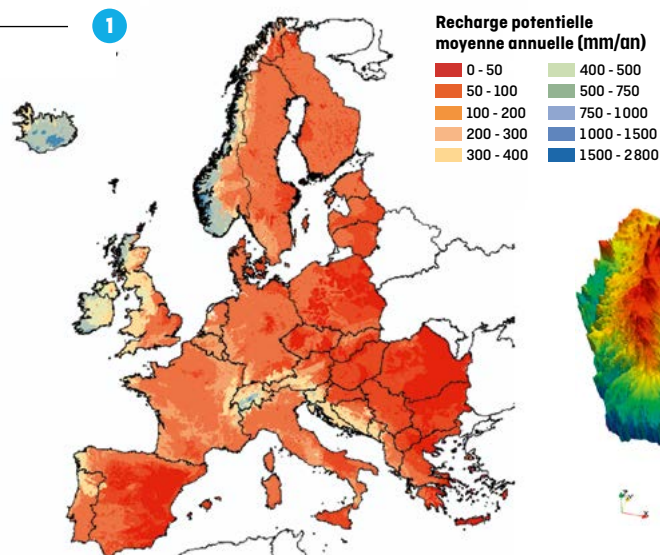 1
Recharge potentielle
moyenne annuelle (mm/an)
0 - 50
50 - 100
100 - 200
200 - 300
300 - 400
400 - 500
500 - 750
750 - 1000
1000 - 1500
1500 - 2800
X